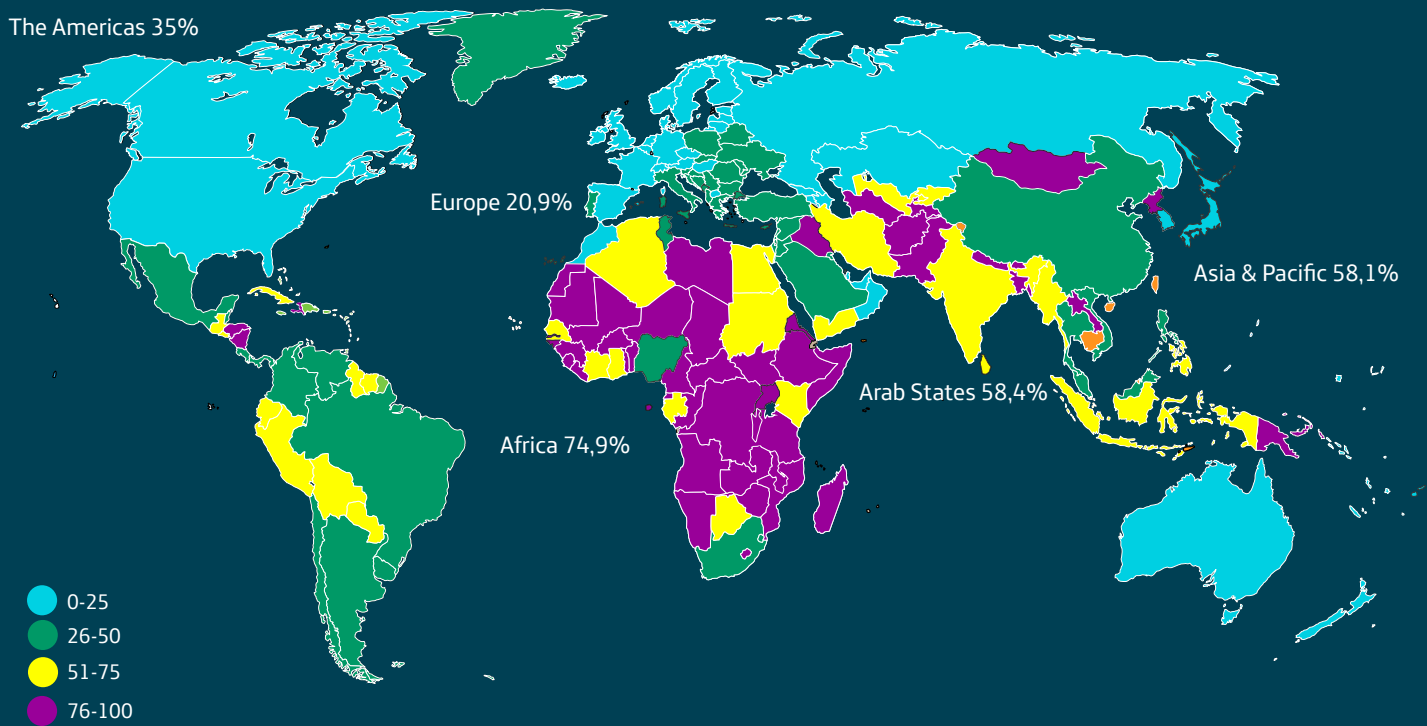 The Americas 35%
Europe 20,9%
Asia & Pacific 58,1%
Arab States 58,4%
Africa 74,9%
0-25
26-50
51-75
76-100